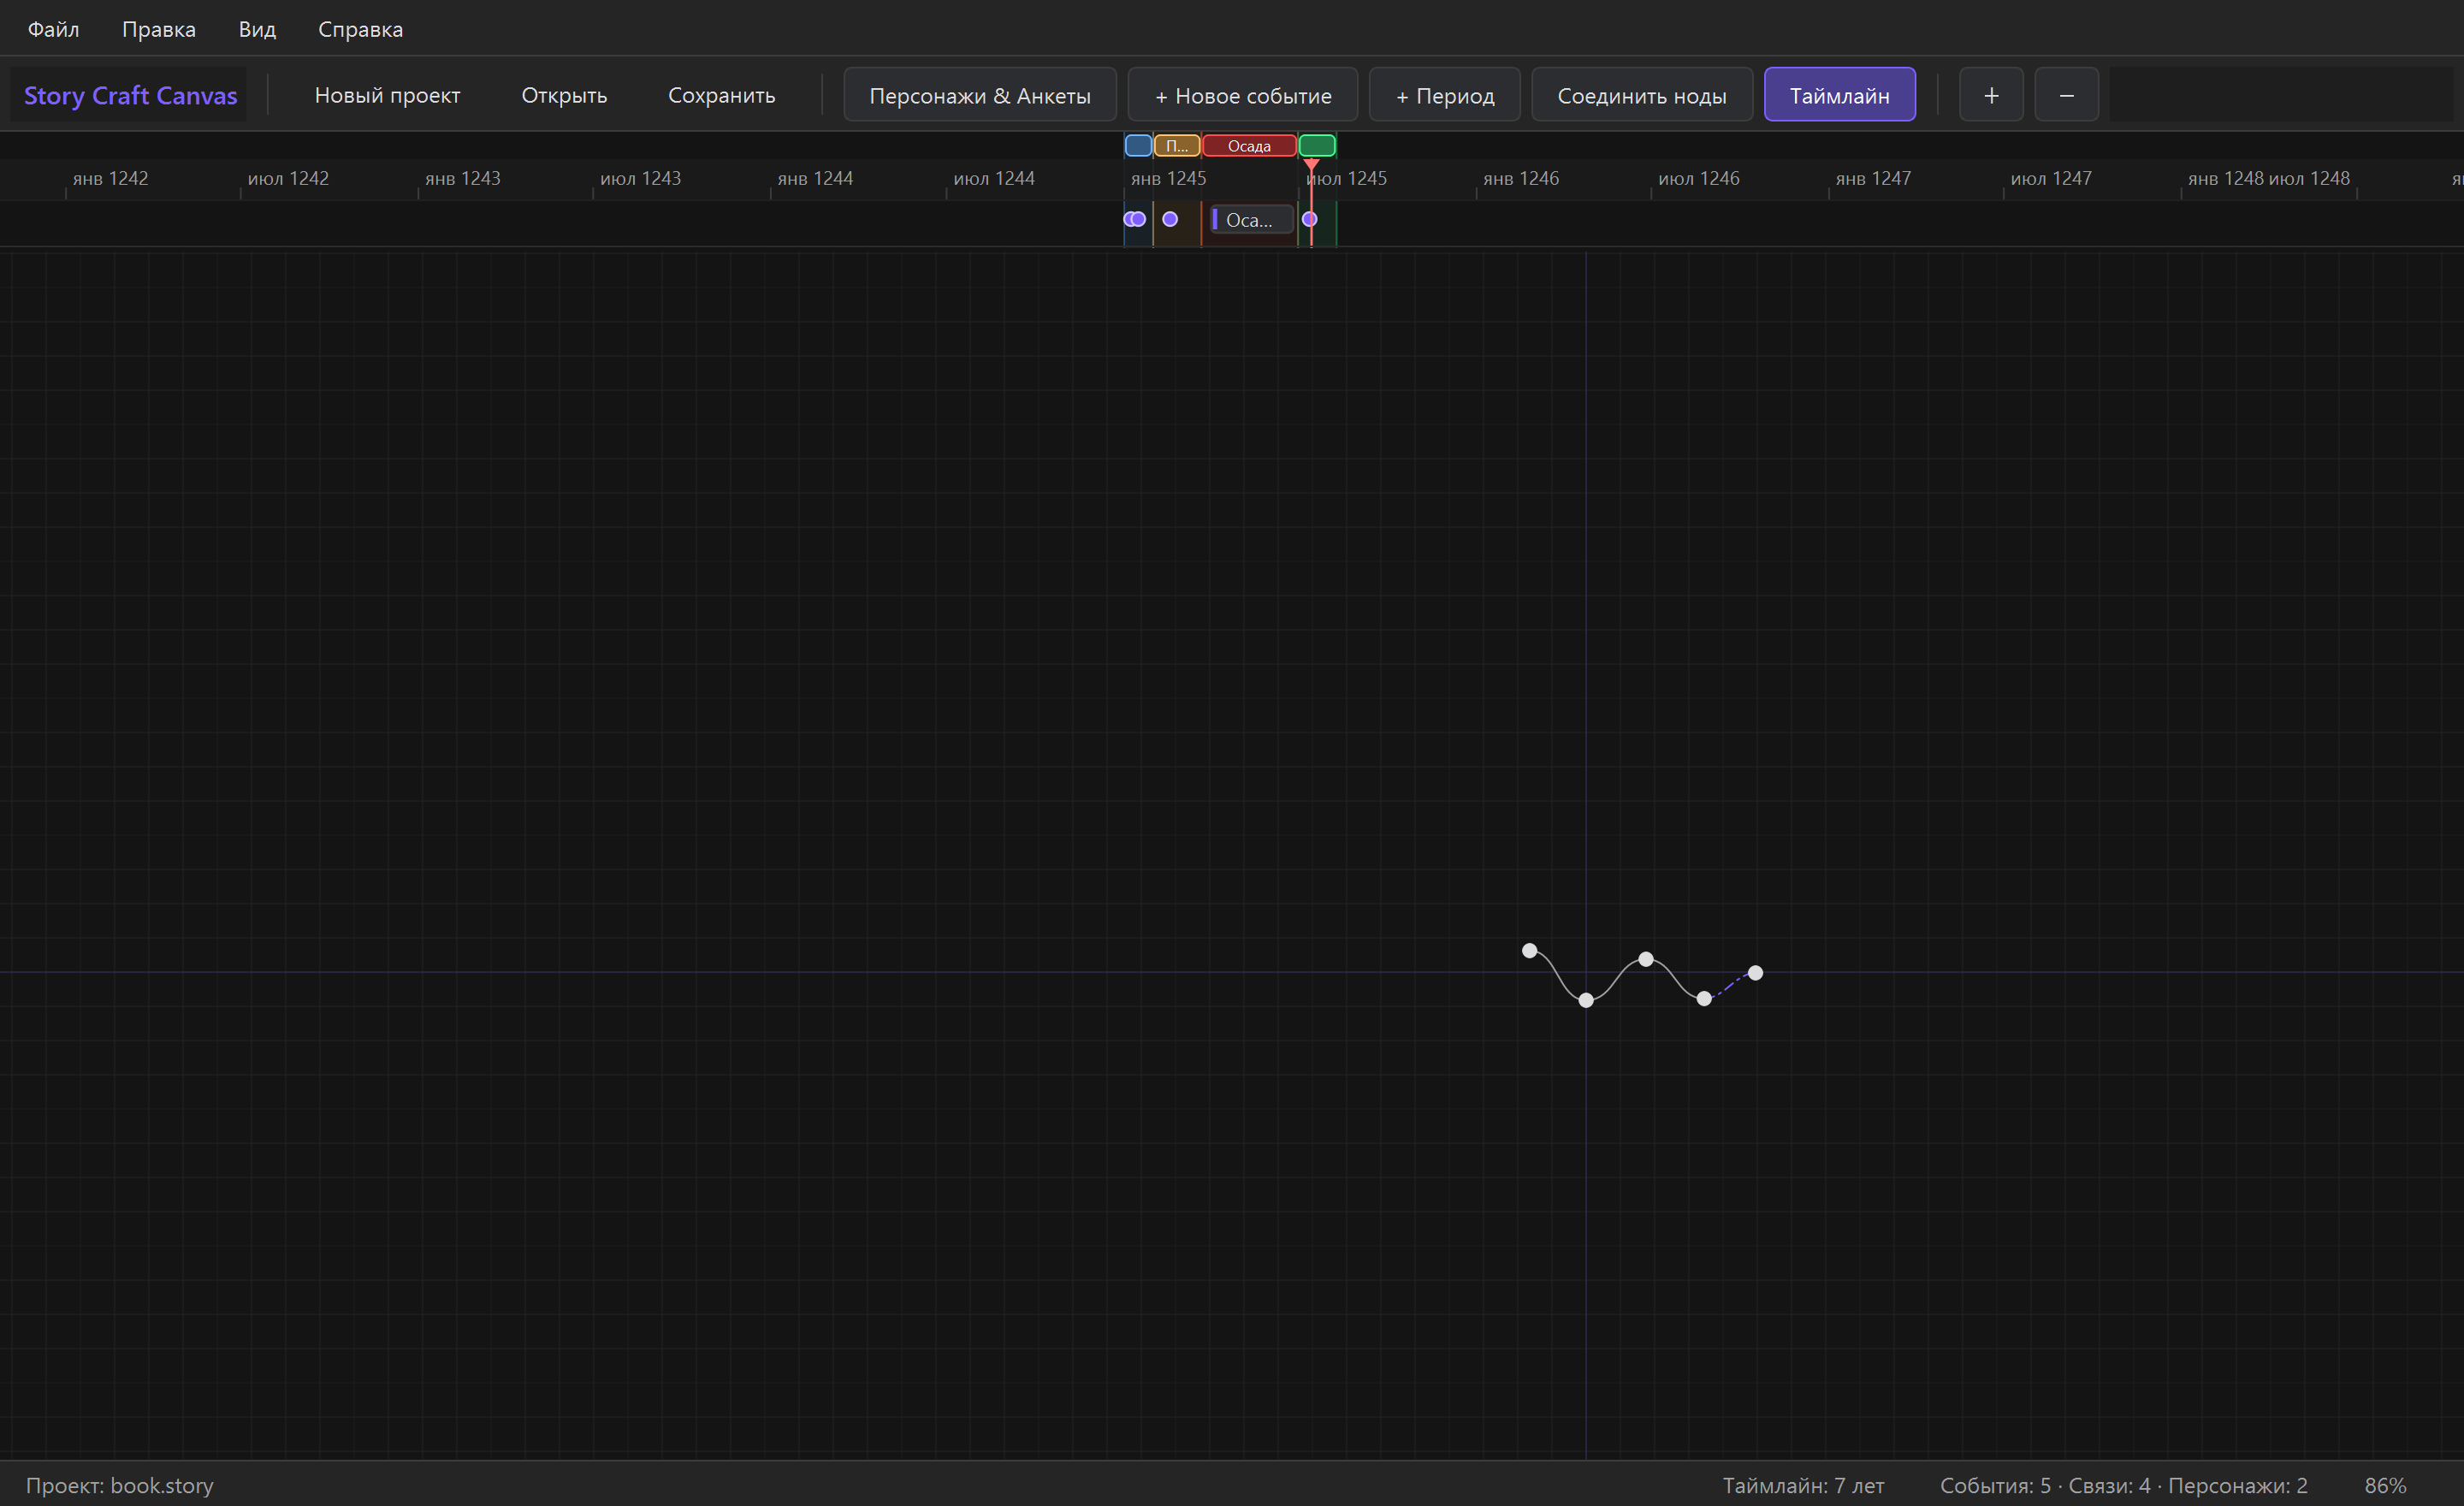 Файл Правка Вид Справка
Story Craft Canvas Новый проект Открыть Сохранить Персонажи & Анкеты + Новое событие + Период Соединить ноды Таймлайн + −
П... Осада
янв 1242 июл 1242 янв 1243 июл 1243 янв 1244 июл 1244 янв 1245 июл 1245 янв 1246 июл 1246 янв 1247 июл 1247 янв 1248 июл 1248
Оса...
Проект: book.story Таймлайн: 7 лет События: 5 · Связи: 4 · Персонажи: 2 86%